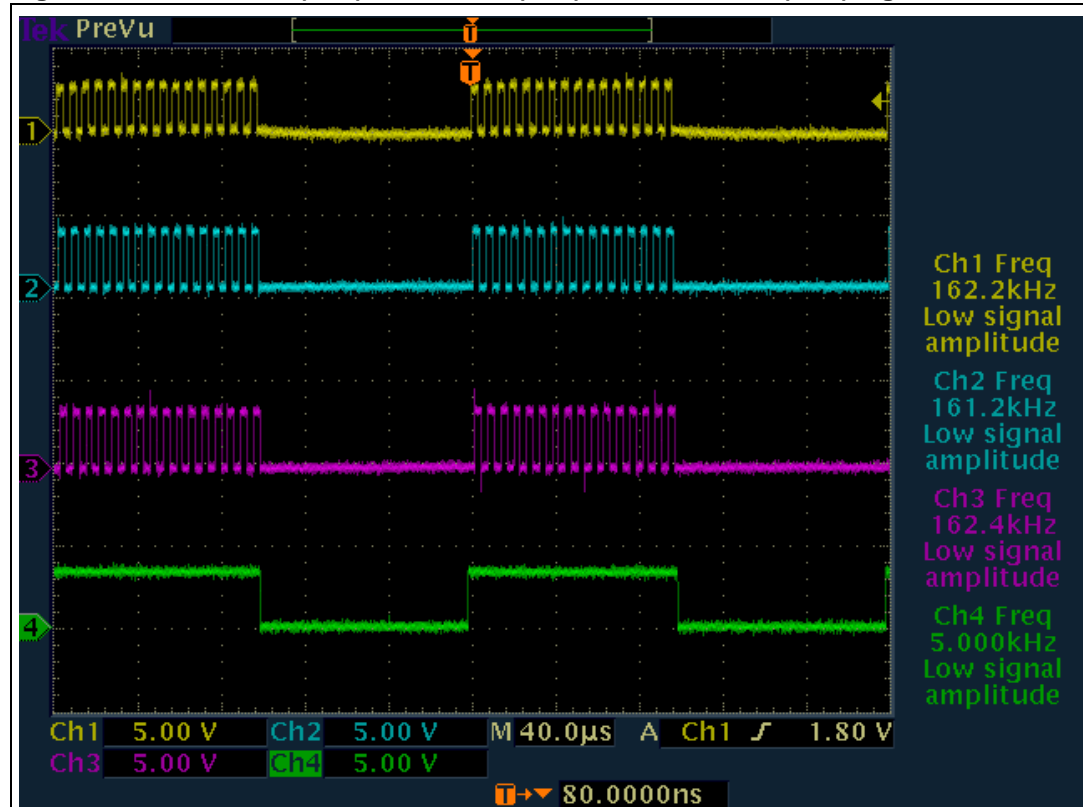 Tek PreVu
T
T
1
2
3
4
Ch1 Freq
162.2kHz
Low signal
amplitude
Ch2 Freq
161.2kHz
Low signal
amplitude
Ch3 Freq
162.4kHz
Low signal
amplitude
Ch4 Freq
5.000kHz
Low signal
amplitude
Ch1 5.00 V Ch2 5.00 V M 40.0µs A Ch1 1.80 V
Ch3 5.00 V Ch4 5.00 V
T 80.0000ns